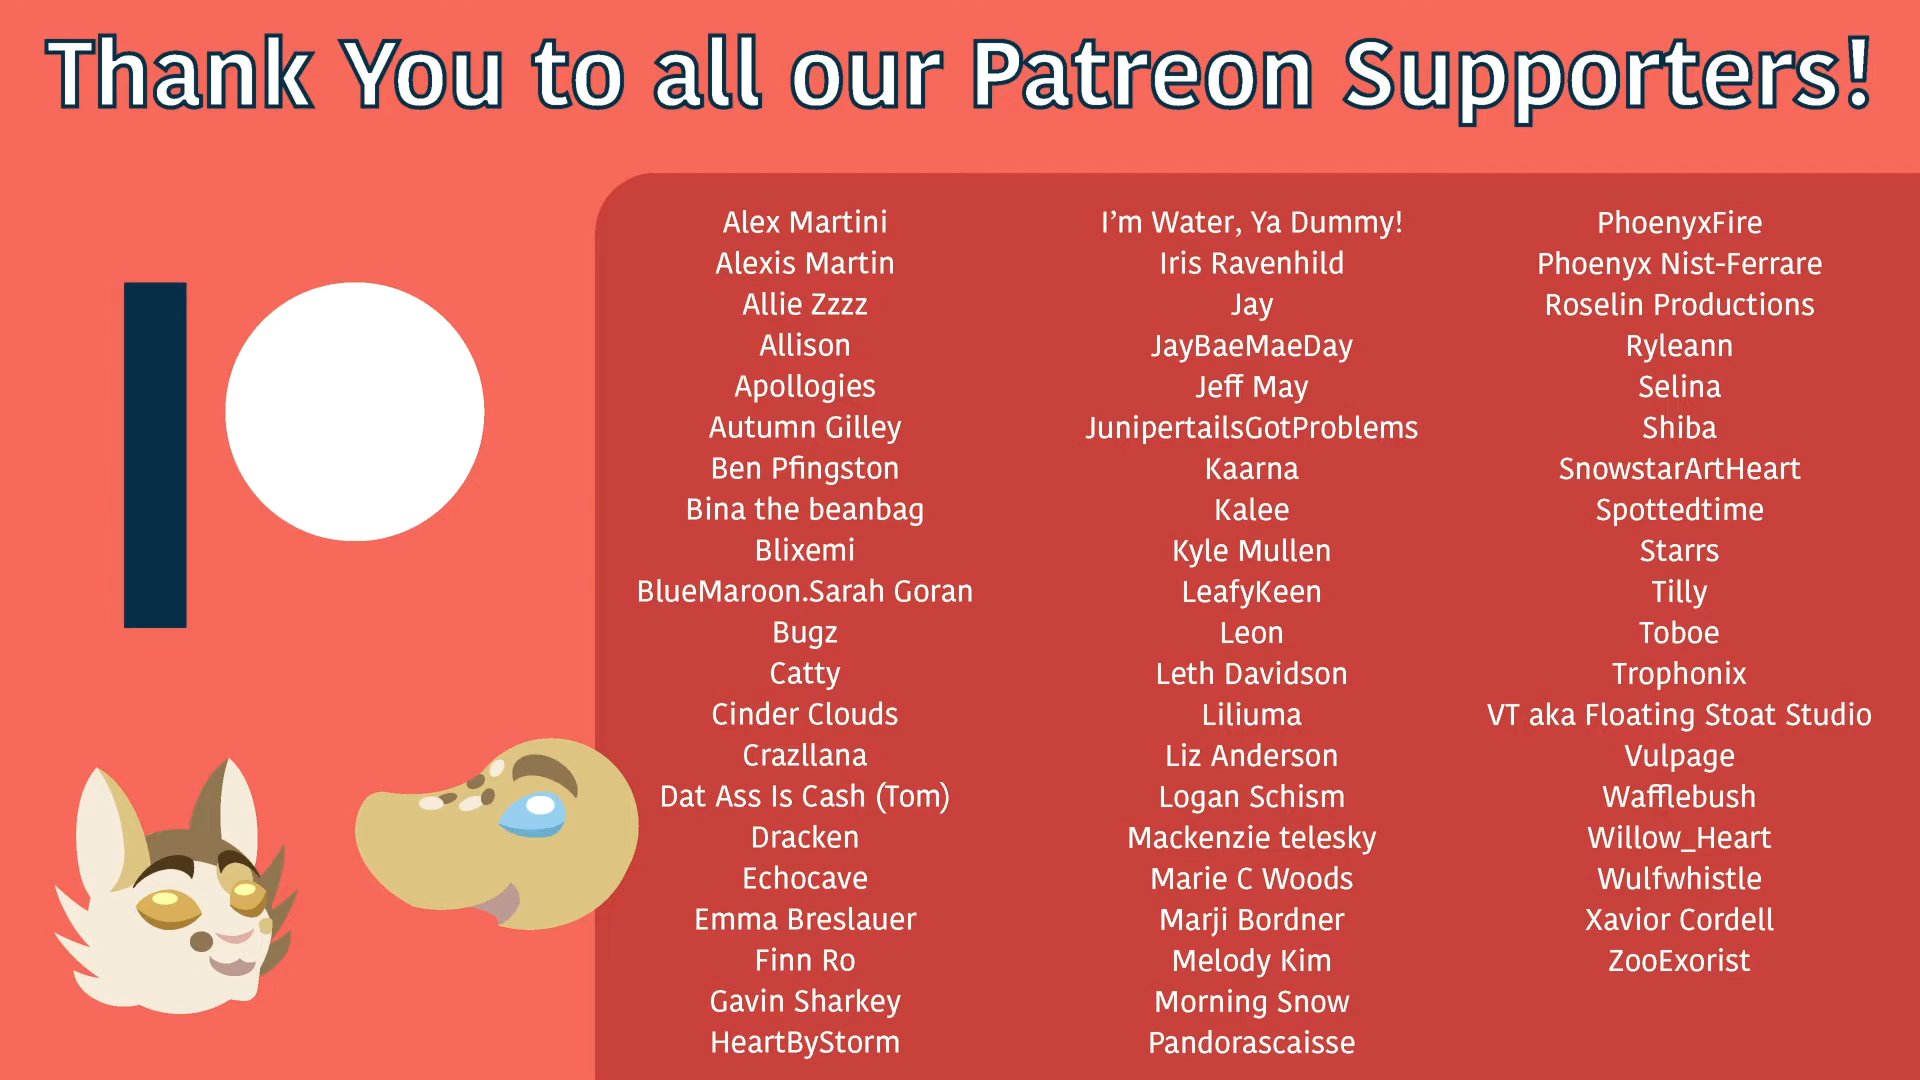 Thank You to all our Patreon Supporters!
Alex Martini
Alexis Martin
Allie Zzzz
Allison
Apollogies
Autumn Gilley
Ben Pfingston
Bina the beanbag
Blixemi
BlueMaroon.Sarah Goran
Bugz
Catty
Cinder Clouds
Crazllana
Dat Ass Is Cash (Tom)
Dracken
Echocave
Emma Breslauer
Finn Ro
Gavin Sharkey
HeartByStorm
I’m Water, Ya Dummy!
Iris Ravenhild
Jay
JayBaeMaeDay
Jeff May
JunipertailsGotProblems
Kaarna
Kalee
Kyle Mullen
LeafyKeen
Leon
Leth Davidson
Liliuma
Liz Anderson
Logan Schism
Mackenzie telesky
Marie C Woods
Marji Bordner
Melody Kim
Morning Snow
Pandorascaisse
PhoenyxFire
Phoenyx Nist-Ferrare
Roselin Productions
Ryleann
Selina
Shiba
SnowstarArtHeart
Spottedtime
Starrs
Tilly
Toboe
Trophonix
VT aka Floating Stoat Studio
Vulpage
Wafflebush
Willow_Heart
Wulfwhistle
Xavior Cordell
ZooExorist